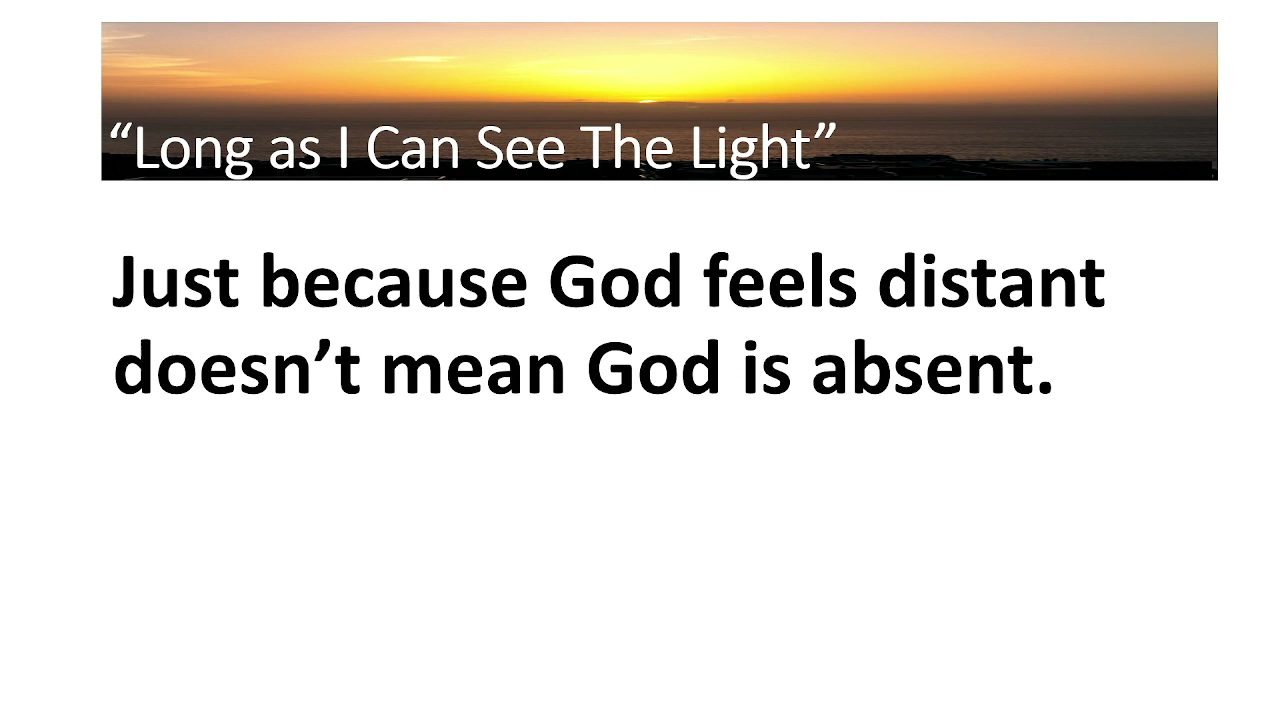 “Long as I Can See The Light”
Just because God feels distant
doesn’t mean God is absent.